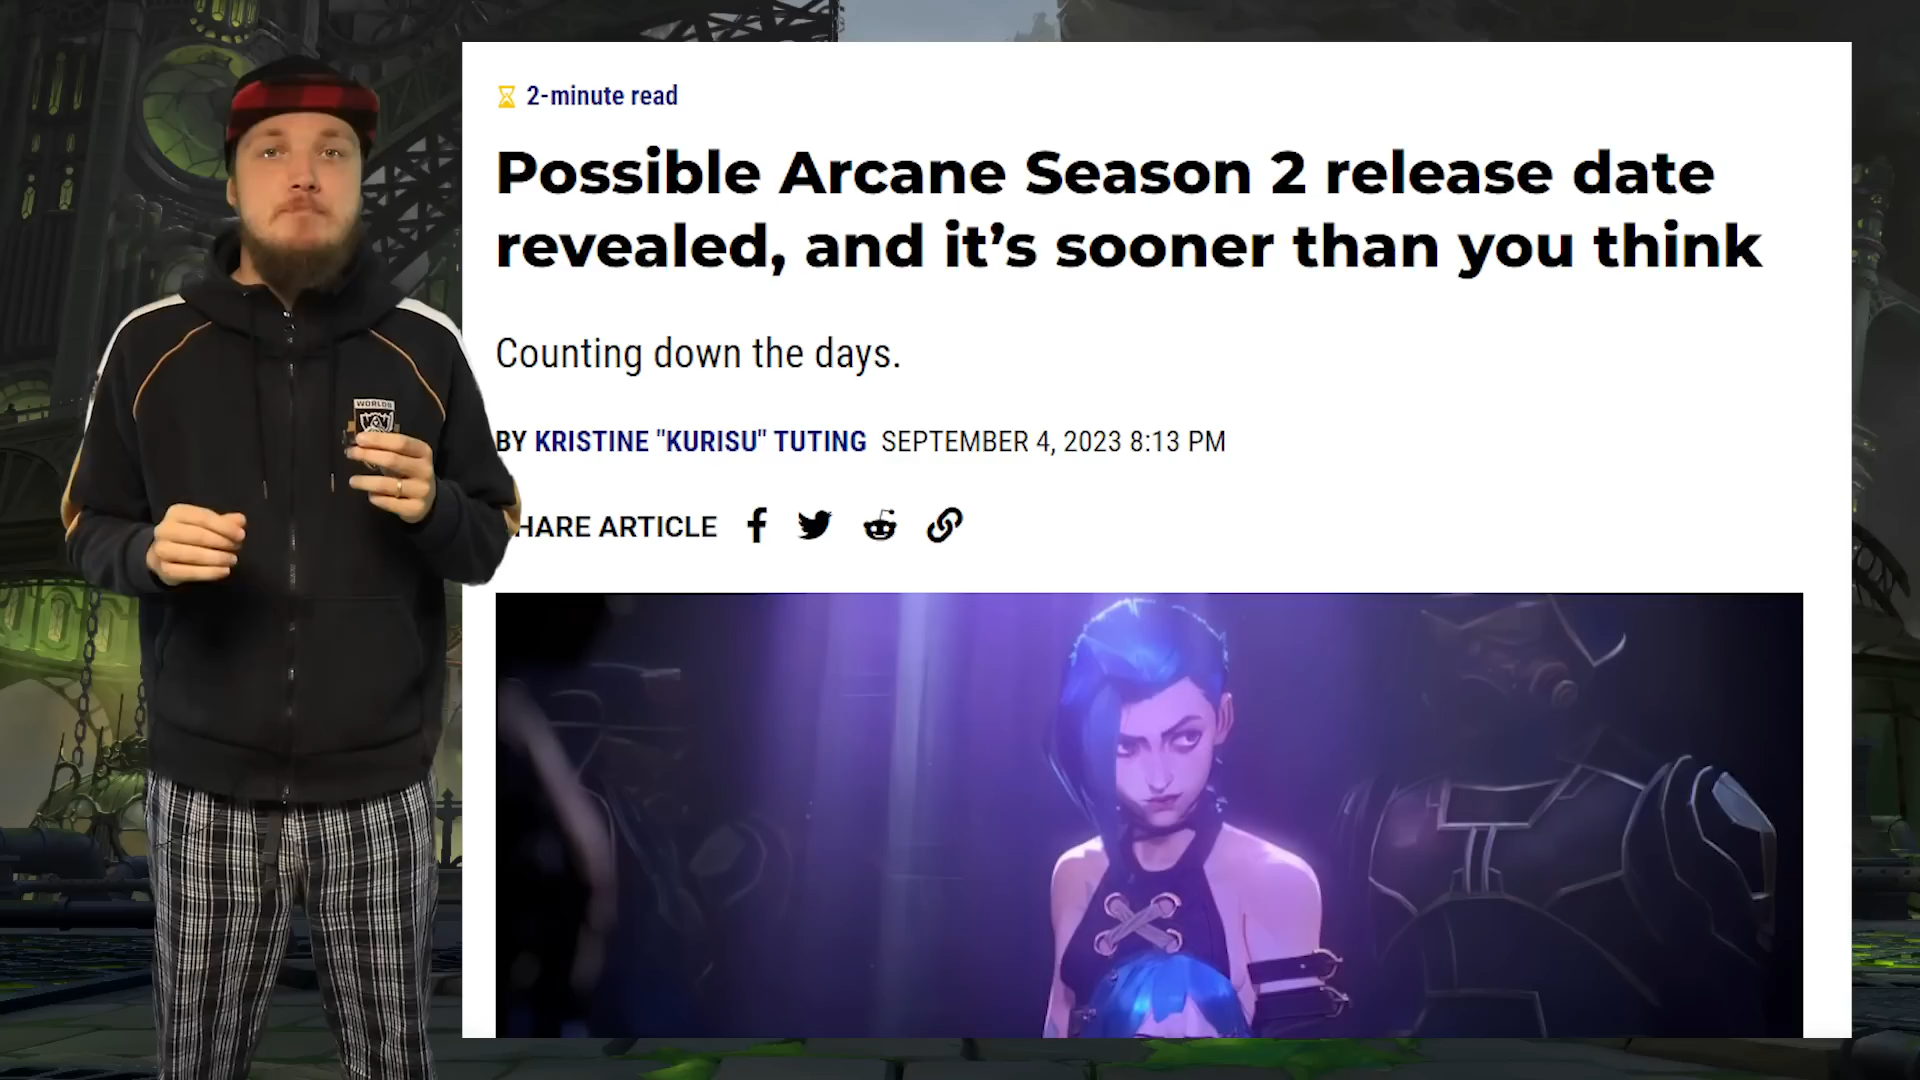 2-minute read
Possible Arcane Season 2 release date
revealed, and it’s sooner than you think
Counting down the days.
BY KRISTINE "KURISU" TUTING SEPTEMBER 4, 2023 8:13 PM
HARE ARTICLE
WORLDS